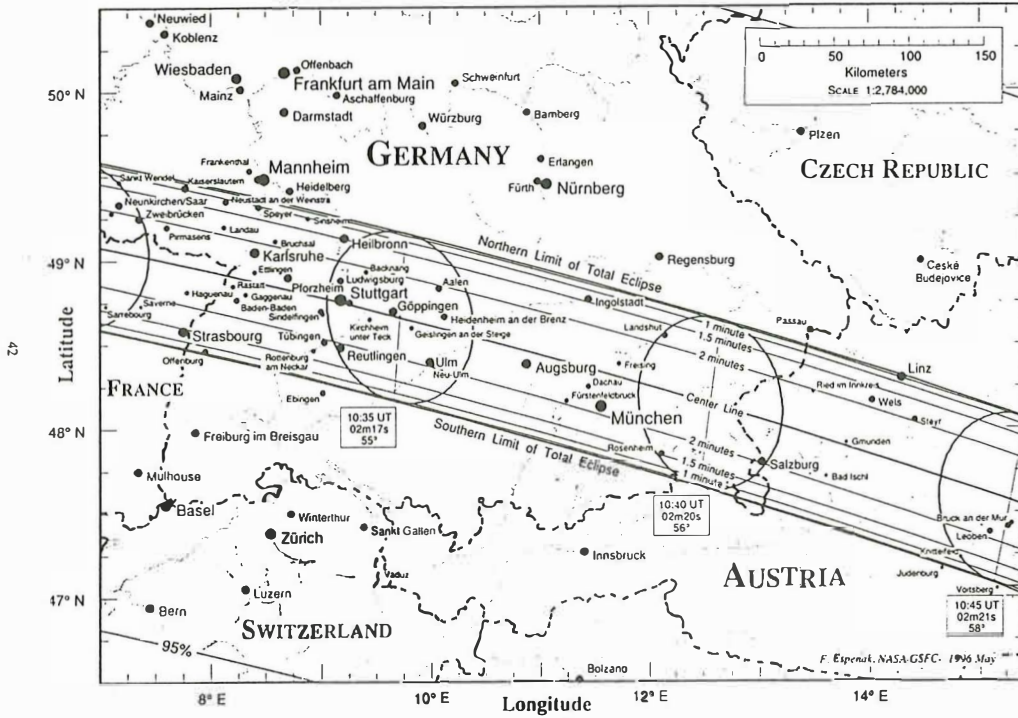 Neuwied
Koblenz
Wiesbaden
Offenbach
Frankfurt am Main
Schweinfurt
Mainz
Aschaffenburg
50° N
Darmstadt
Würzburg
Bamberg
0 50 100 150
Kilometers
SCALE 1:2,784,000
Plzen
GERMANY
CZECH REPUBLIC
Frankenthal
Mannheim
Erlangen
Fürth
Nürnberg
Sankt Wendel
Kaiserslautern
Heidelberg
Neunkirchen/Saar
Neustadt an der Weinstra
Zweibrücken
Speyer
Sinsheim
Pirmasens
Landau
Bruchsal
Heilbronn
Northern Limit of Total Eclipse
Regensburg
České
Budejovice
49° N
Karlsruhe
Ettlingen
Backnang
Rastatt
Pforzheim
Ludwigsburg
Aalen
Haguenau
Gaggenau
Stuttgart
Ingolstadt
Saverne
Baden-Baden
Göppingen
Sarrebourg
Sindelfingen
Heidenheim an der Brenz
1 minute
Passau
Strasbourg
Tübingen
Kirchheim
unter Teck
Geislingen an der Steige
Landshut
1.5 minutes
2 minutes
Offenburg
Rottenburg
am Neckar
Reutlingen
Ulm
Neu-Ulm
Augsburg
Freising
Linz
Dachau
Ried im Innkreis
Wels
FRANCE
Ebingen
Fürstenfeldbruck
München
Center Line
Steyr
10:35 UT
02m17s
55°
Southern Limit of Total Eclipse
48° N
Freiburg im Breisgau
Rosenheim
2 minutes
1.5 minutes
1 minute
Salzburg
Gmunden
Bad Ischl
Mulhouse
Basel
Winterthur
Zürich
Sankt Gallen
10:40 UT
02m20s
56°
Bruck an der Mur
Leoben
Innsbruck
Knittelfeld
Judenburg
Vaduz
AUSTRIA
Voitsberg
47° N
Luzern
Bern
SWITZERLAND
10:45 UT
02m21s
58°
95%
Bolzano
F. Espenak, NASA-GSFC- 1996 May
8° E
10° E
12° E
14° E
Longitude
Latitude
42